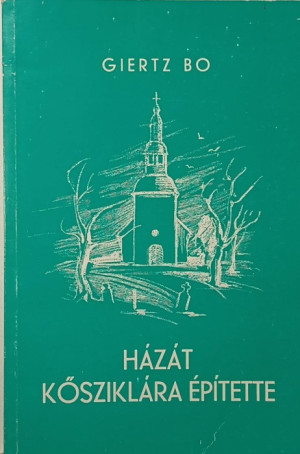 GIERTZ BO
HÁZÁT
KŐSZIKLÁRA ÉPÍTETTE